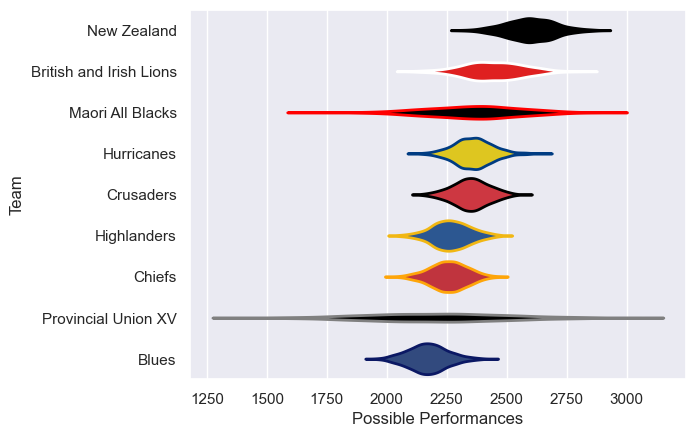 New Zealand
British and Irish Lions
Maori All Blacks
Hurricanes
Crusaders
Highlanders
Chiefs
Provincial Union XV
Blues
Team
1250 1500 1750 2000 2250 2500 2750 3000
Possible Performances